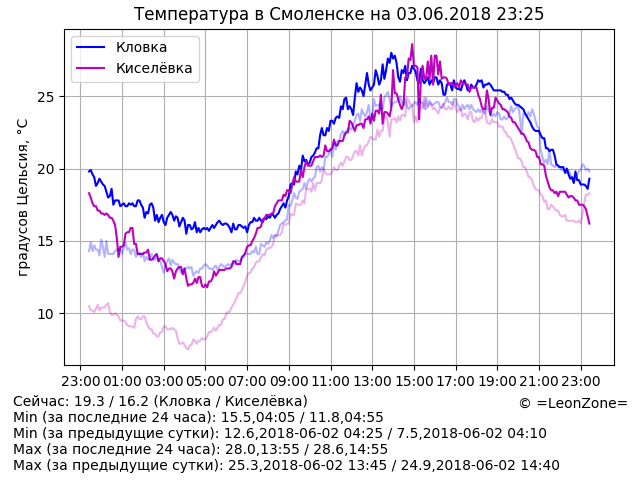 Температура в Смоленске на 03.06.2018 23:25
Кловка
Киселёвка
градусов Цельсия, °C
25
20
15
10
23:00 01:00 03:00 05:00 07:00 09:00 11:00 13:00 15:00 17:00 19:00 21:00 23:00
Сейчас: 19.3 / 16.2 (Кловка / Киселёвка)
© =LeonZone=
Min (за последние 24 часа): 15.5,04:05 / 11.8,04:55
Min (за предыдущие сутки): 12.6,2018-06-02 04:25 / 7.5,2018-06-02 04:10
Max (за последние 24 часа): 28.0,13:55 / 28.6,14:55
Max (за предыдущие сутки): 25.3,2018-06-02 13:45 / 24.9,2018-06-02 14:40